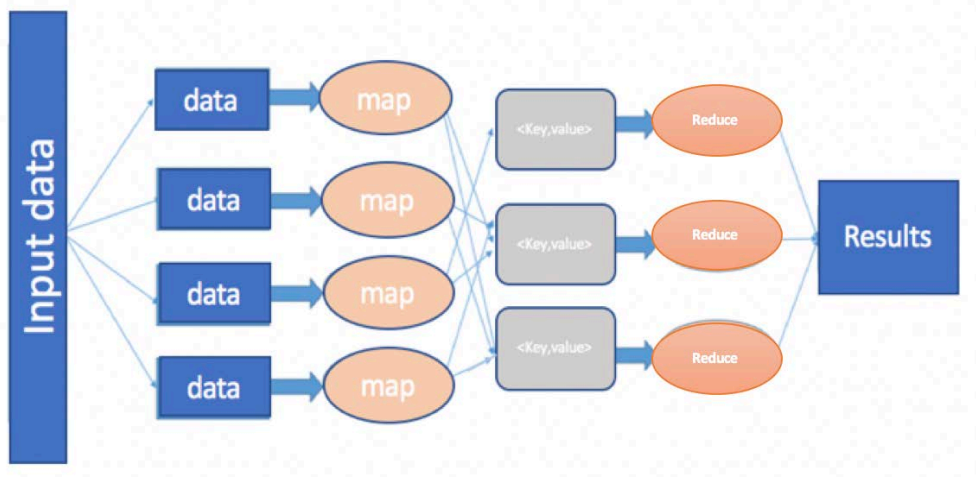 Input data
data
map
data
map
data
map
data
map
<Key,value>
Reduce
<Key,value>
Reduce
<Key,value>
Reduce
Results